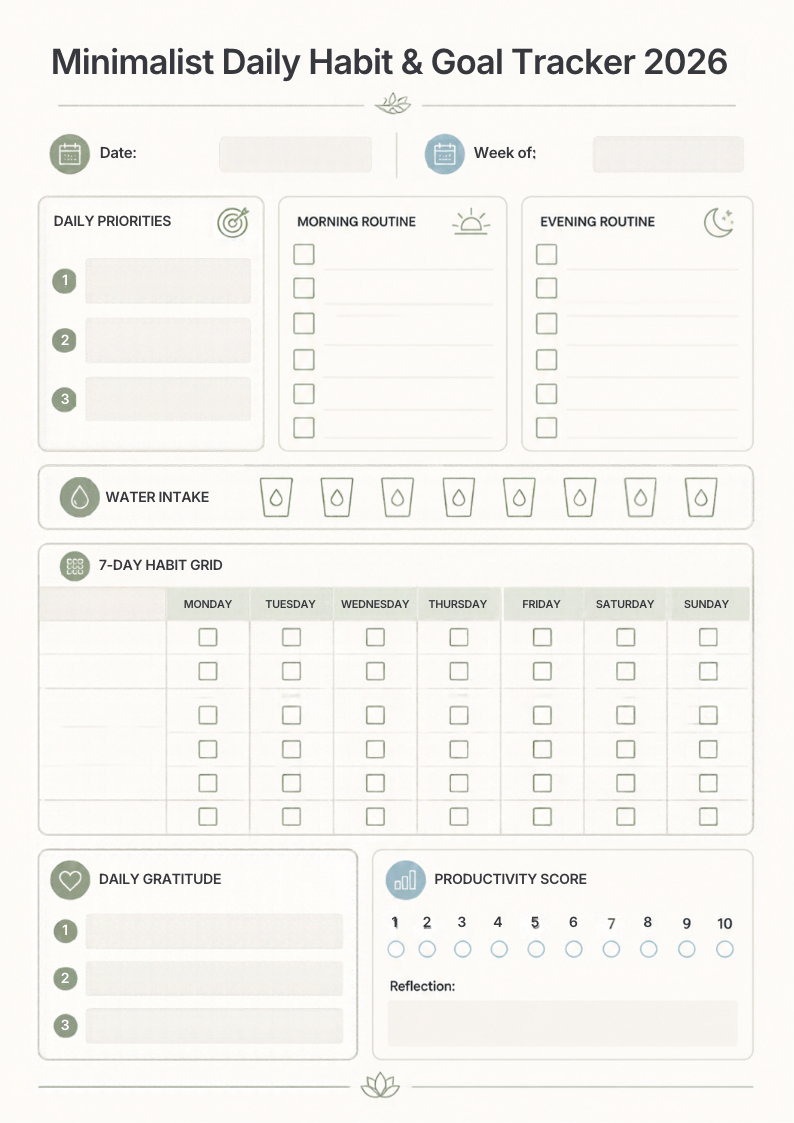 Minimalist Daily Habit & Goal Tracker 2026
Date:
Week of:
DAILY PRIORITIES
1
2
3
MORNING ROUTINE
EVENING ROUTINE
WATER INTAKE
7-DAY HABIT GRID
MONDAY TUESDAY WEDNESDAY THURSDAY FRIDAY SATURDAY SUNDAY
DAILY GRATITUDE
1
2
3
PRODUCTIVITY SCORE
1 2 3 4 5 6 7 8 9 10
Reflection: